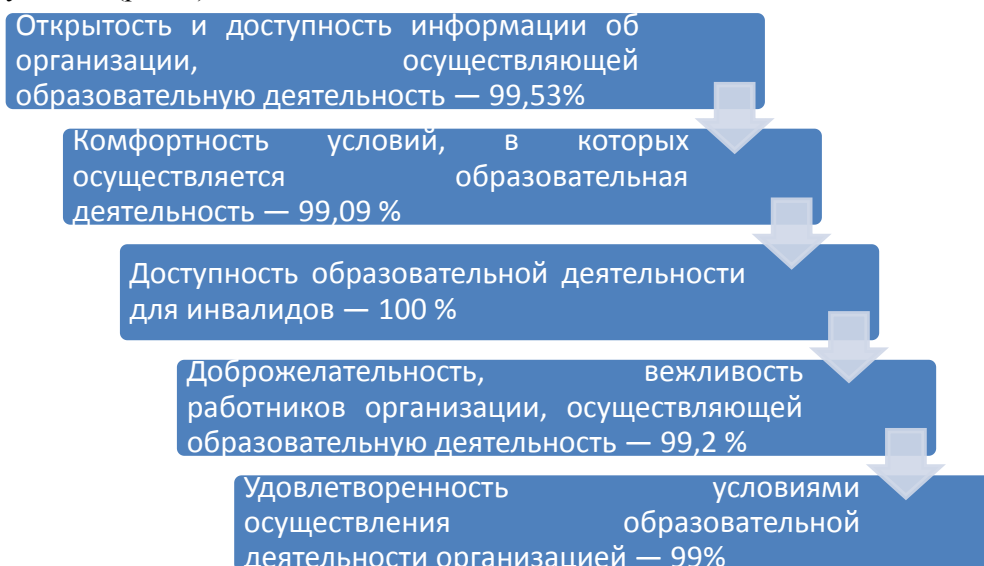 Открытость и доступность информации об
организации, осуществляющей
образовательную деятельность — 99,53%
Комфортность условий, в которых
осуществляется образовательная
деятельность — 99,09 %
Доступность образовательной деятельности
для инвалидов — 100 %
Доброжелательность, вежливость
работников организации, осуществляющей
образовательную деятельность — 99,2 %
Удовлетворенность условиями
осуществления образовательной
деятельности организацией — 99%